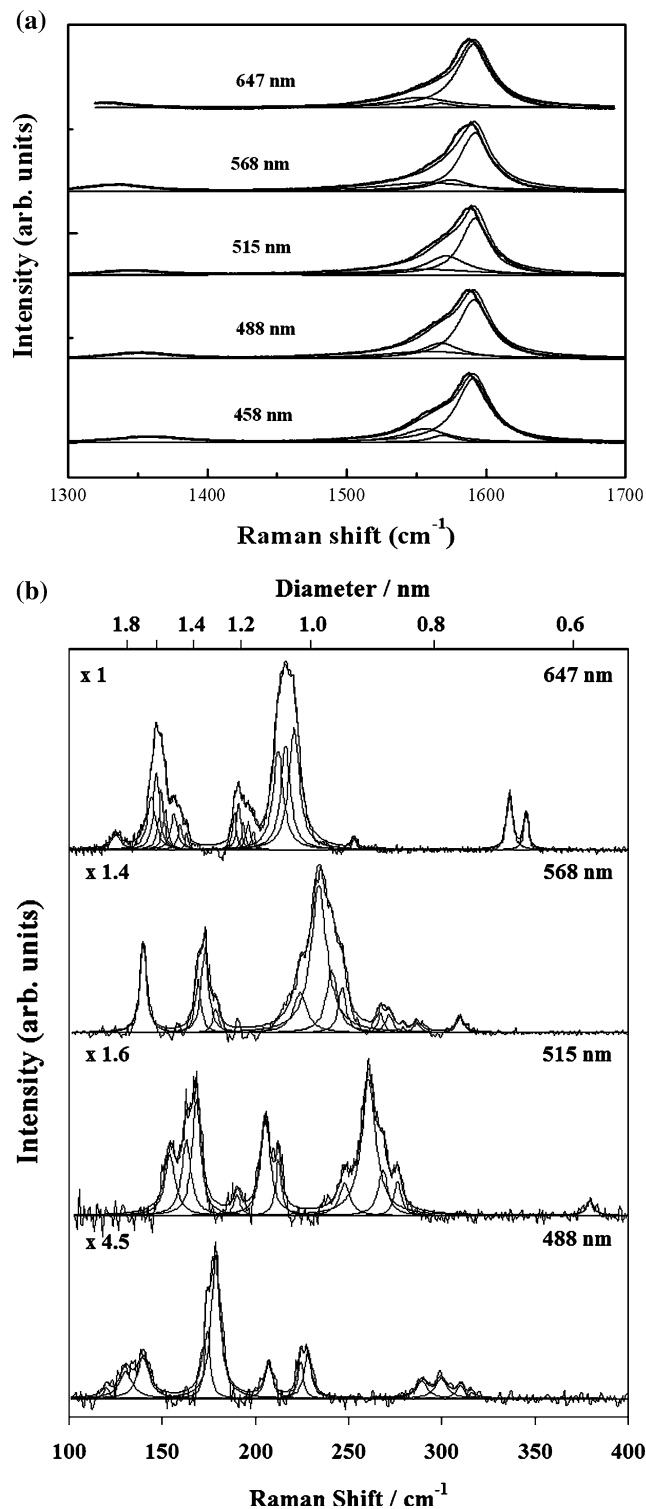 (a)
647 nm
568 nm
515 nm
488 nm
458 nm
Intensity (arb. units)
1300 1400 1500 1600 1700
Raman shift (cm-1)
(b)
Diameter / nm
1.8 1.4 1.2 1.0 0.8 0.6
x 1 647 nm
x 1.4 568 nm
x 1.6 515 nm
x 4.5 488 nm
Intensity (arb. units)
100 150 200 250 300 350 400
Raman Shift / cm-1